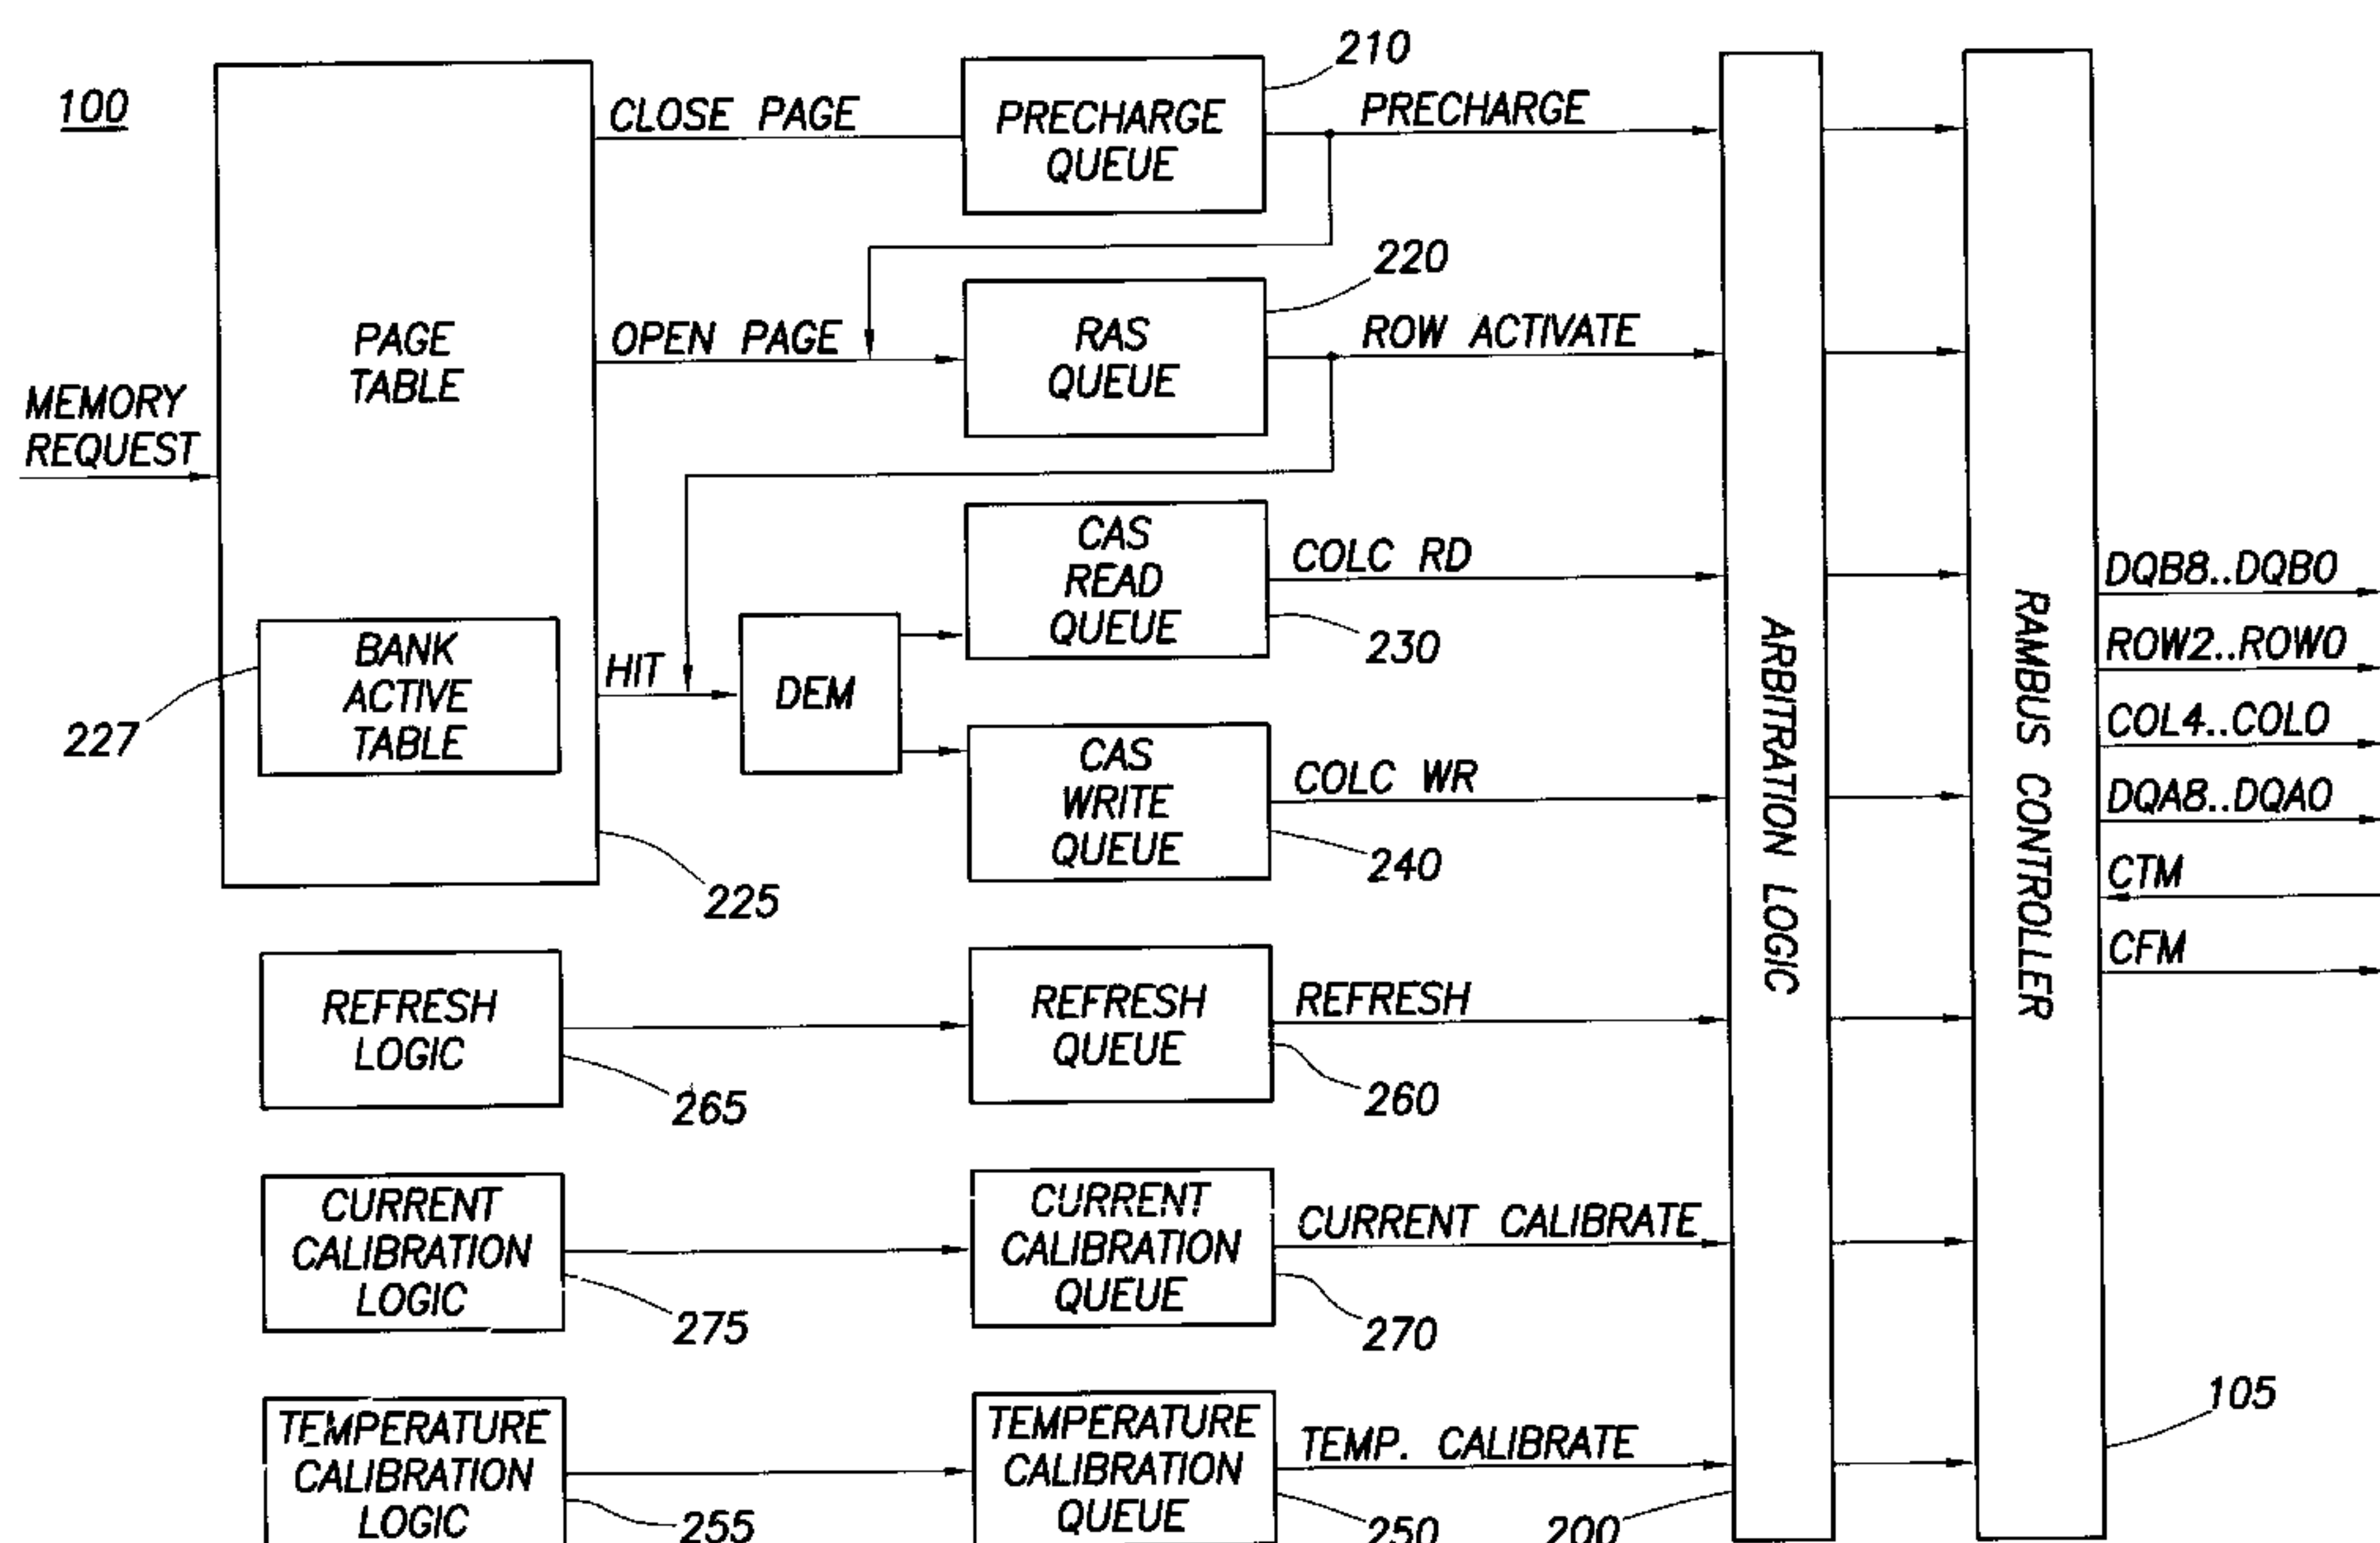 100
MEMORY
REQUEST
PAGE
TABLE
BANK
ACTIVE
TABLE
227
225
CLOSE PAGE
OPEN PAGE
HIT
DEM
PRECHARGE
QUEUE
210
PRECHARGE
RAS
QUEUE
220
ROW ACTIVATE
CAS
READ
QUEUE
230
COLC RD
CAS
WRITE
QUEUE
240
COLC WR
REFRESH
LOGIC
265
REFRESH
QUEUE
260
REFRESH
CURRENT
CALIBRATION
LOGIC
275
CURRENT
CALIBRATION
QUEUE
270
CURRENT CALIBRATE
TEMPERATURE
CALIBRATION
LOGIC
255
TEMPERATURE
CALIBRATION
QUEUE
250
TEMP. CALIBRATE
ARBITRATION LOGIC
200
RAMBUS CONTROLLER
105
DQB8..DQB0
ROW2..ROW0
COL4..COL0
DQA8..DQA0
CTM
CFM